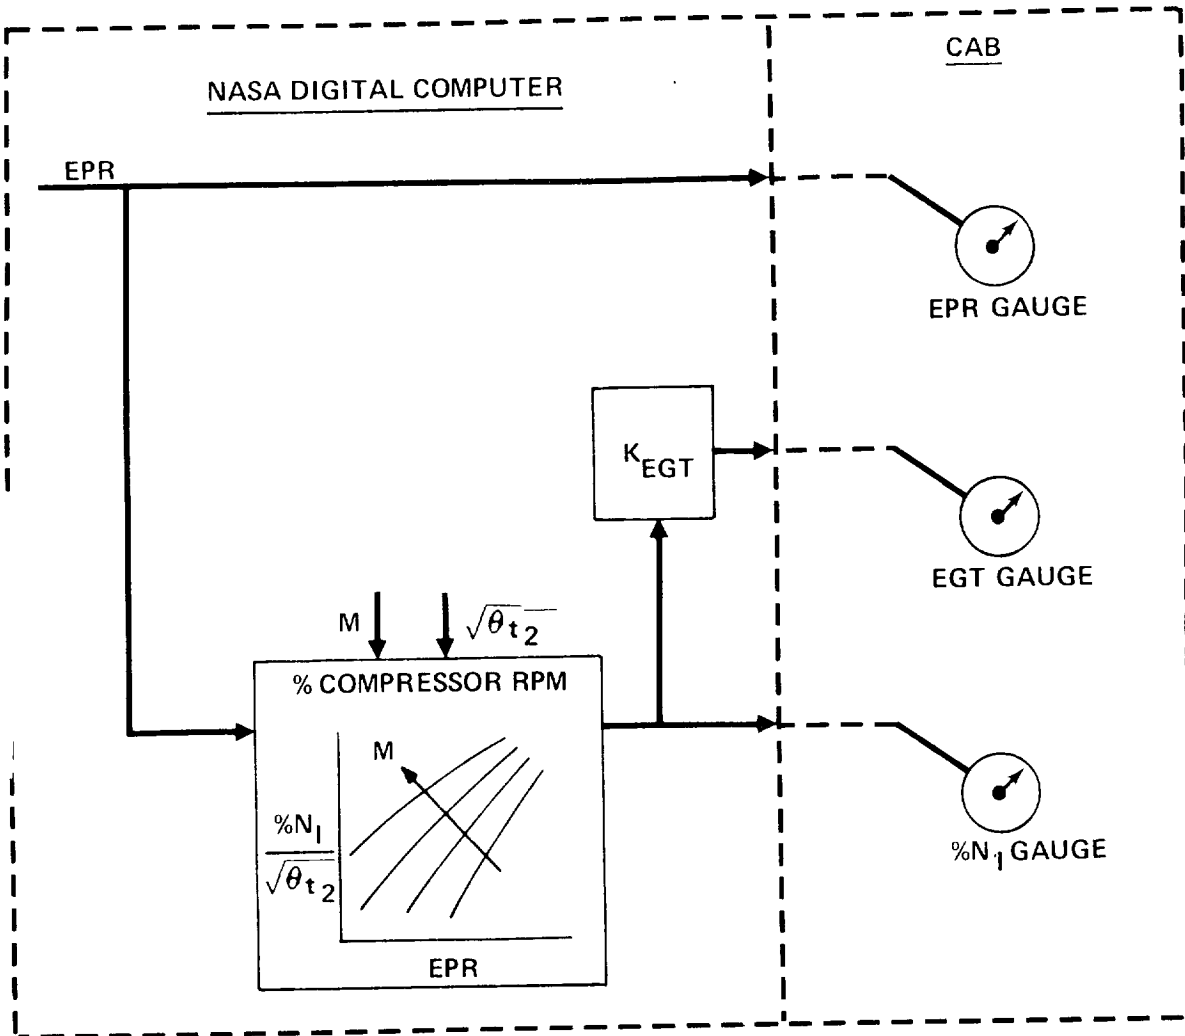 CAB
NASA DIGITAL COMPUTER
EPR
EPR GAUGE
K_EGT
EGT GAUGE
M
√θt2
% COMPRESSOR RPM
M
%N1
√θt2
EPR
%N1 GAUGE